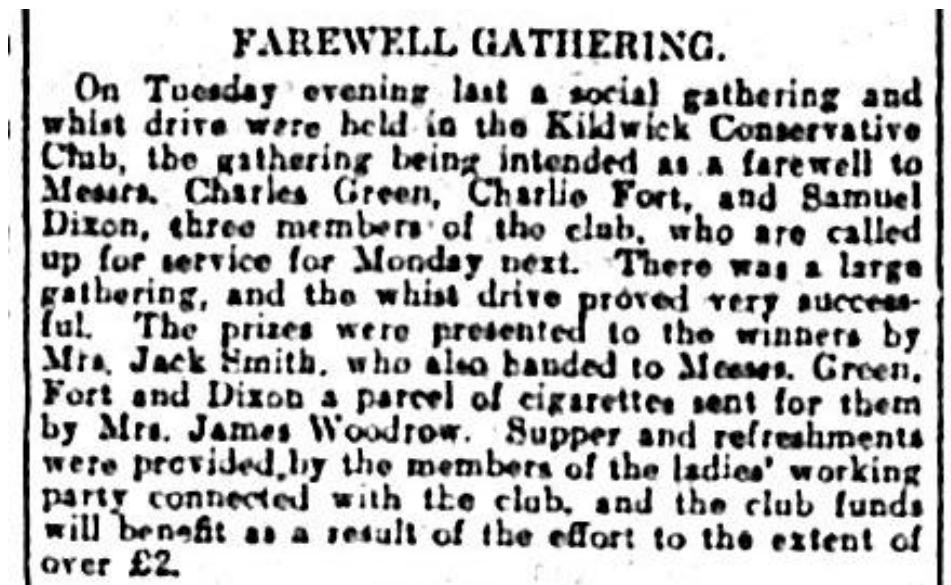 FAREWELL GATHERING.
On Tuesday evening last a social gathering and
whist drive were held in the Kildwick Conservative
Club, the gathering being intended as a farewell to
Messrs. Charles Green, Charlie Fort, and Samuel
Dixon, three members of the club, who are called
up for service for Monday next. There was a large
gathering, and the whist drive proved very success-
ful. The prizes were presented to the winners by
Mrs. Jack Smith, who also handed to Messrs. Green,
Fort and Dixon a parcel of cigarettes sent for them
by Mrs. James Woodrow. Supper and refreshments
were provided by the members of the ladies' working
party connected with the club, and the club funds
will benefit as a result of the effort to the extent of
over £2.